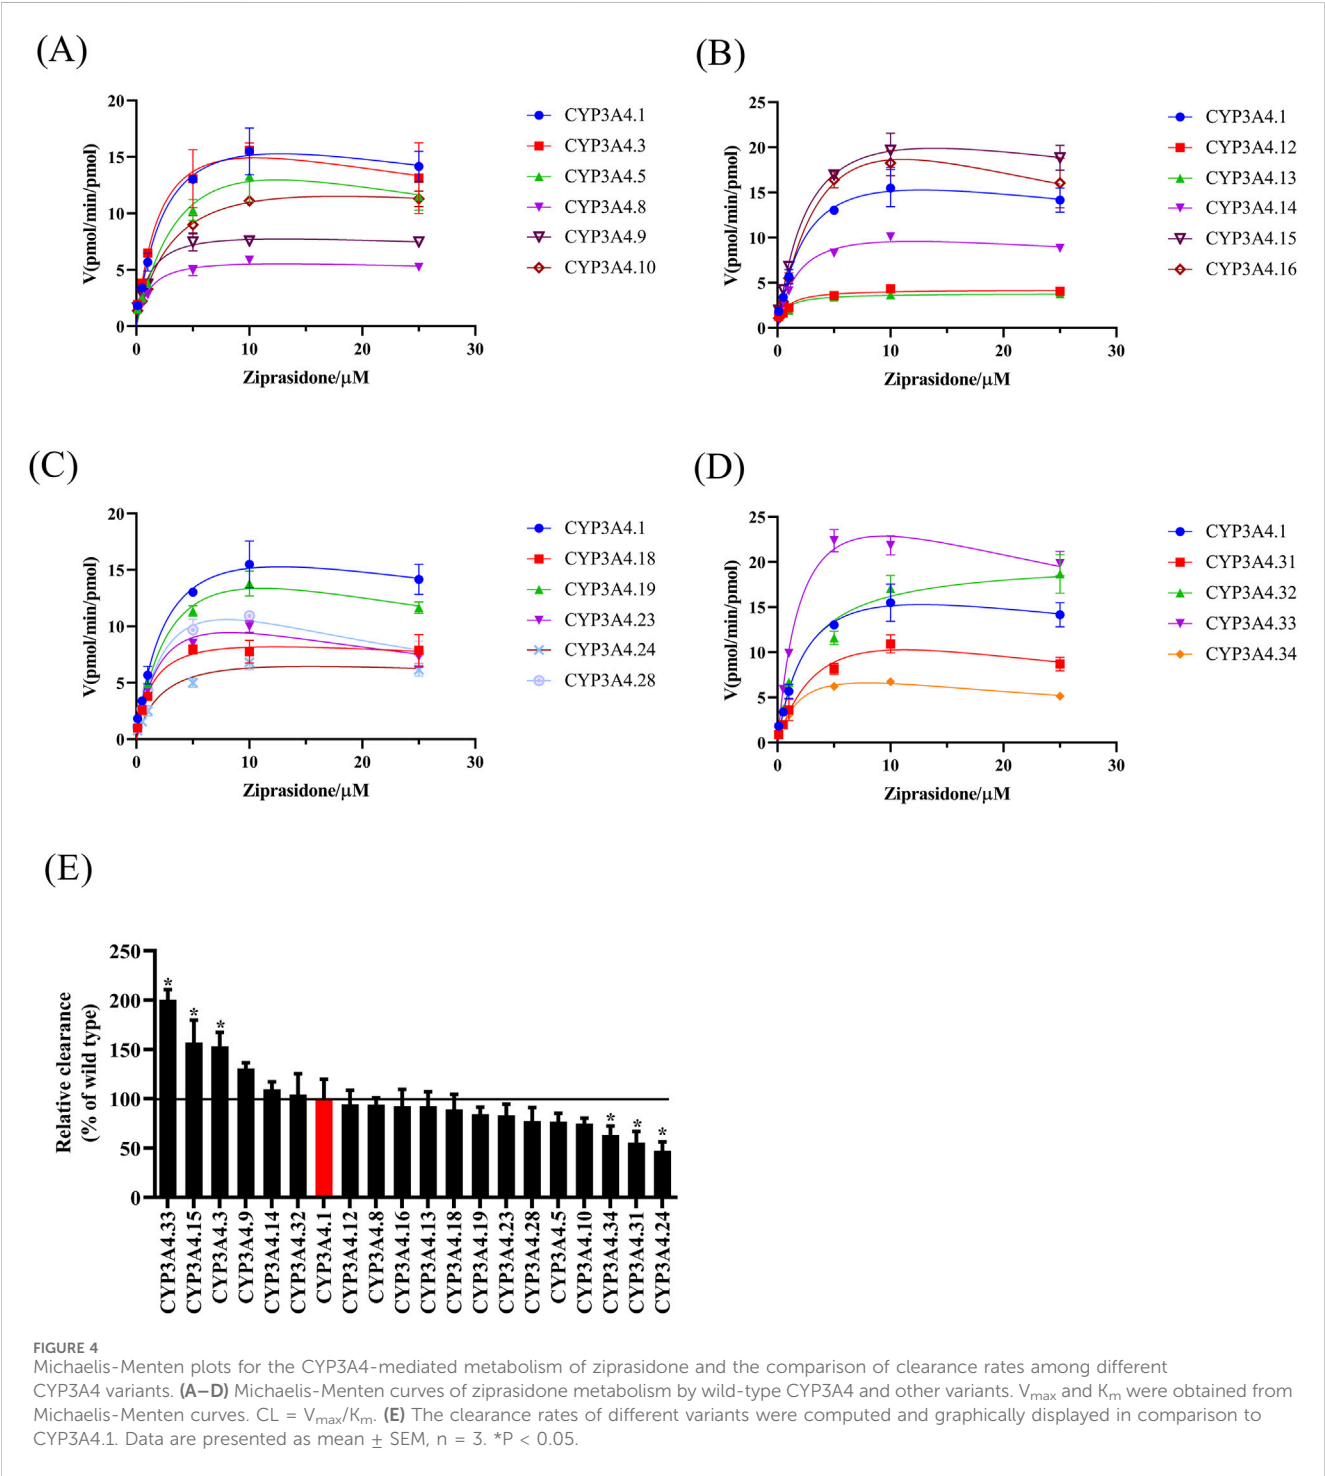 (A)
20
15
10
5
0
V(pmol/min/pmol)
0
10
20
30
Ziprasidone/μM
CYP3A4.1
CYP3A4.3
CYP3A4.5
CYP3A4.8
CYP3A4.9
CYP3A4.10
(B)
25
20
15
10
5
0
V(pmol/min/pmol)
0
10
20
30
Ziprasidone/μM
CYP3A4.1
CYP3A4.12
CYP3A4.13
CYP3A4.14
CYP3A4.15
CYP3A4.16
(C)
20
15
10
5
0
V(pmol/min/pmol)
0
10
20
30
Ziprasidone/μM
CYP3A4.1
CYP3A4.18
CYP3A4.19
CYP3A4.23
CYP3A4.24
CYP3A4.28
(D)
25
20
15
10
5
0
V(pmol/min/pmol)
0
10
20
30
Ziprasidone/μM
CYP3A4.1
CYP3A4.31
CYP3A4.32
CYP3A4.33
CYP3A4.34
(E)
250
200
150
100
50
0
Relative clearance
(% of wild type)
*
*
*
*
*
*
CYP3A4.33
CYP3A4.15
CYP3A4.3
CYP3A4.9
CYP3A4.14
CYP3A4.32
CYP3A4.1
CYP3A4.12
CYP3A4.8
CYP3A4.16
CYP3A4.13
CYP3A4.18
CYP3A4.19
CYP3A4.23
CYP3A4.28
CYP3A4.5
CYP3A4.10
CYP3A4.34
CYP3A4.31
CYP3A4.24
FIGURE 4
Michaelis-Menten plots for the CYP3A4-mediated metabolism of ziprasidone and the comparison of clearance rates among different
CYP3A4 variants. (A–D) Michaelis-Menten curves of ziprasidone metabolism by wild-type CYP3A4 and other variants. Vmax and Km were obtained from
Michaelis-Menten curves. CL = Vmax/Km. (E) The clearance rates of different variants were computed and graphically displayed in comparison to
CYP3A4.1. Data are presented as mean ± SEM, n = 3. *P < 0.05.